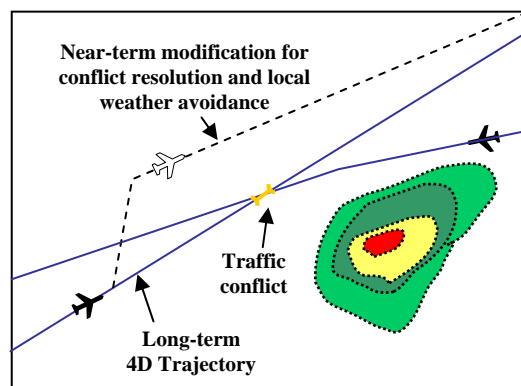 Near-term modification for
conflict resolution and local
weather avoidance
Traffic
conflict
Long-term
4D Trajectory